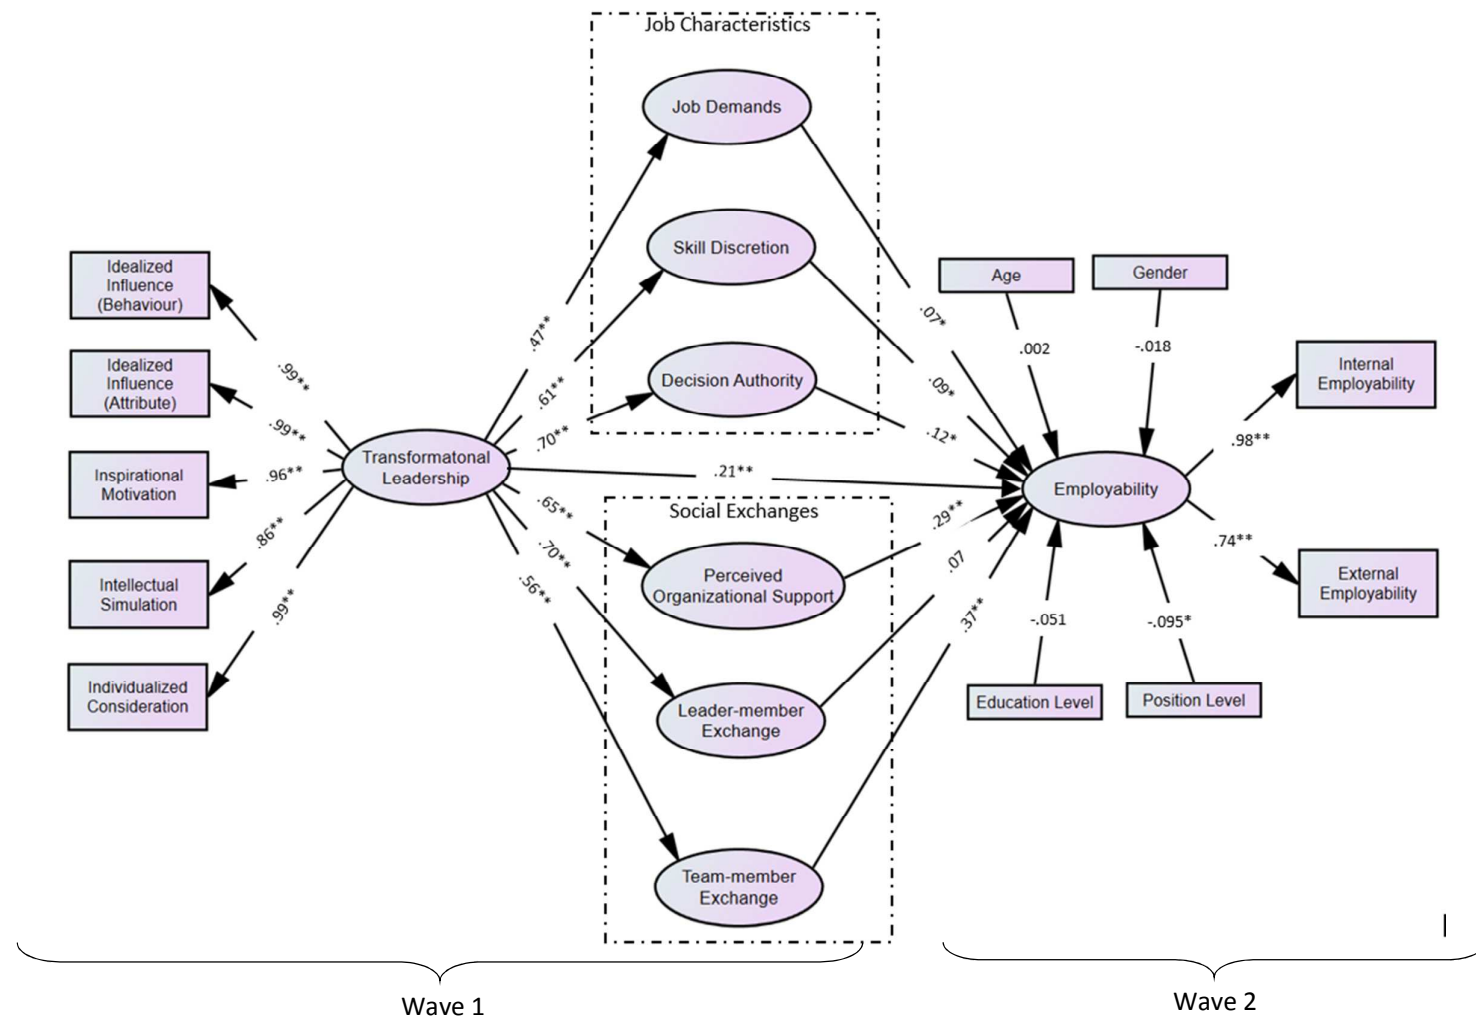 Job Characteristics
Job Demands
Skill Discretion
Decision Authority
Idealized
Influence
(Behaviour)
Idealized
Influence
(Attribute)
Inspirational
Motivation
Intellectual
Simulation
Individualized
Consideration
.99**
.99**
.96**
.86**
.99**
Transformatonal
Leadership
.47**
.61**
.70**
.21**
.65**
.70**
.56**
Social Exchanges
Perceived
Organizational Support
Leader-member
Exchange
Team-member
Exchange
.07*
.09*
.12*
.29**
.07
.37**
Age
Gender
.002
-.018
Employability
-.051
-.095*
Education Level
Position Level
.98**
.74**
Internal
Employability
External
Employability
Wave 1
Wave 2